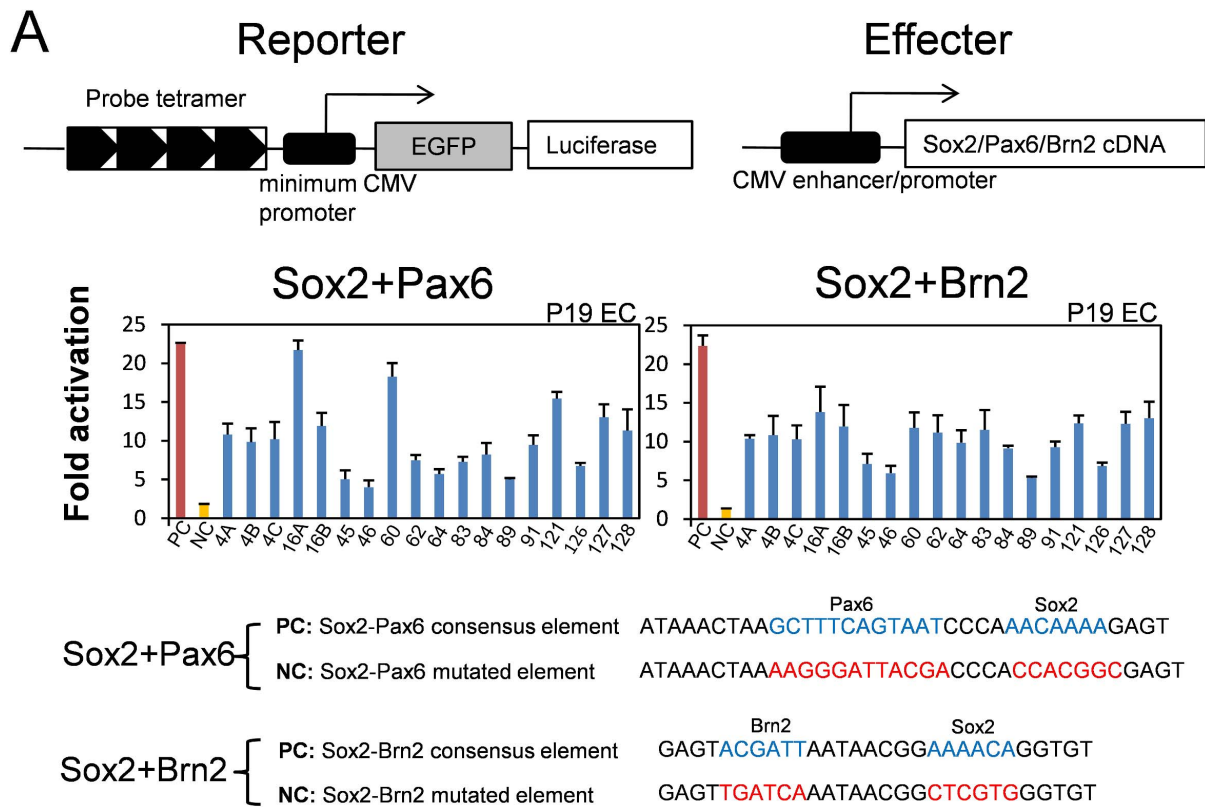 A
Reporter
Effecter
Probe tetramer
EGFP
Luciferase
minimum CMV
promoter
Sox2/Pax6/Brn2 cDNA
CMV enhancer/promoter
Sox2+Pax6
P19 EC
Sox2+Brn2
P19 EC
Fold activation
25
20
15
10
5
0
PC NC 4A 4B 4C 16A 16B 45 46 60 62 64 83 84 89 91 121 126 127 128
25
20
15
10
5
0
PC NC 4A 4B 4C 16A 16B 45 46 60 62 64 83 84 89 91 121 126 127 128
Sox2+Pax6
Pax6 Sox2
PC: Sox2-Pax6 consensus element ATAAACTAAGCTTTCAGTAATCCCAAACAAAAGAGT
NC: Sox2-Pax6 mutated element ATAAACTAAAAGGGATTACGACCCACCACGGCGAGT
Sox2+Brn2
Brn2 Sox2
PC: Sox2-Brn2 consensus element GAGTACGATTAATAACGGAAAACAGGTGT
NC: Sox2-Brn2 mutated element GAGTTGATCAAATAACGGCTCGTGGGTGT